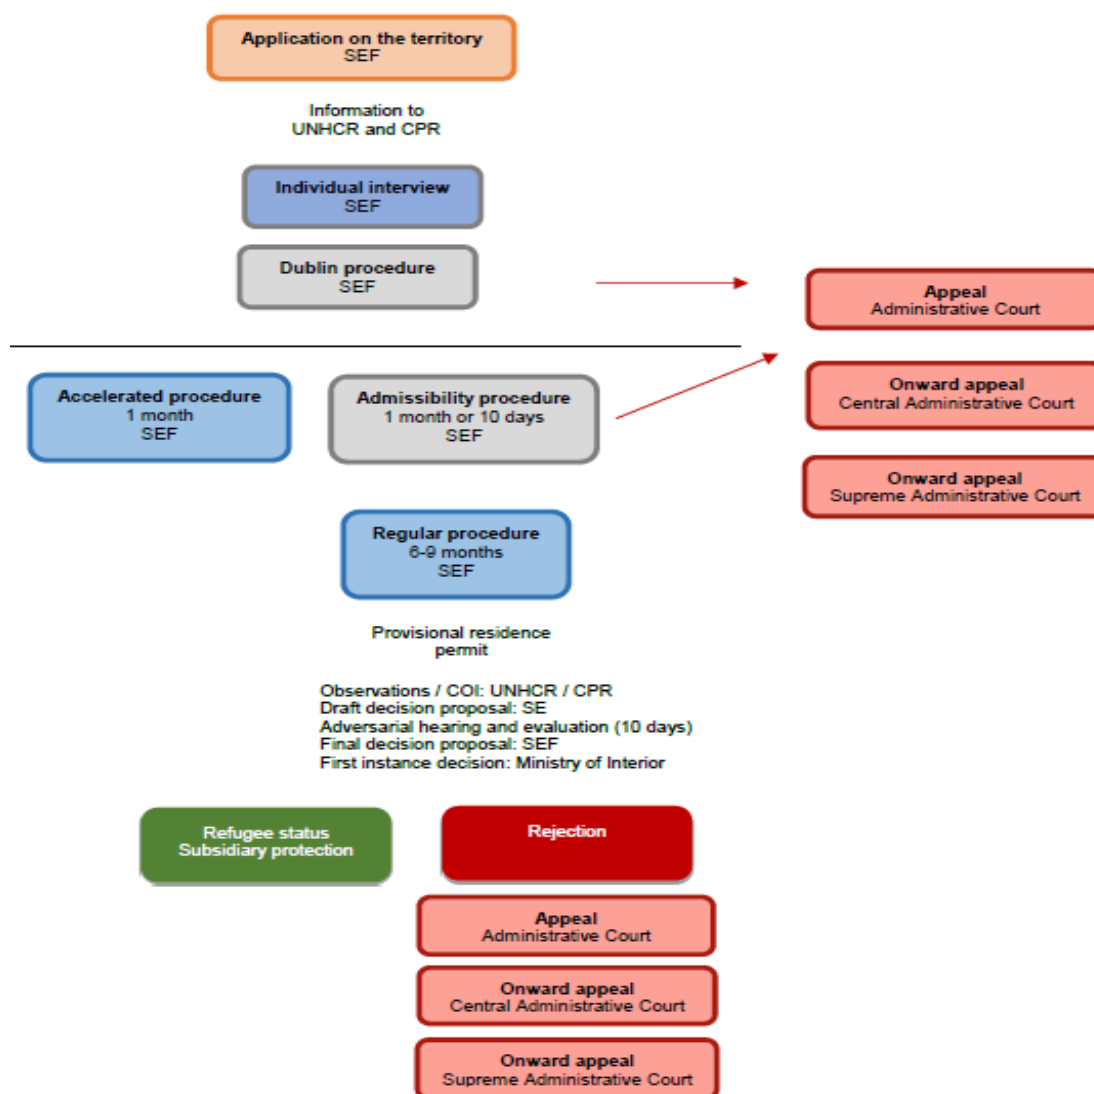 Application on the territory
SEF
Information to
UNHCR and CPR
Individual interview
SEF
Dublin procedure
SEF
Appeal
Administrative Court
Onward appeal
Central Administrative Court
Onward appeal
Supreme Administrative Court
Accelerated procedure
1 month
SEF
Admissibility procedure
1 month or 10 days
SEF
Regular procedure
6-9 months
SEF
Provisional residence
permit
Observations / COI: UNHCR / CPR
Draft decision proposal: SE
Adversarial hearing and evaluation (10 days)
Final decision proposal: SEF
First instance decision: Ministry of Interior
Refugee status
Subsidiary protection
Rejection
Appeal
Administrative Court
Onward appeal
Central Administrative Court
Onward appeal
Supreme Administrative Court